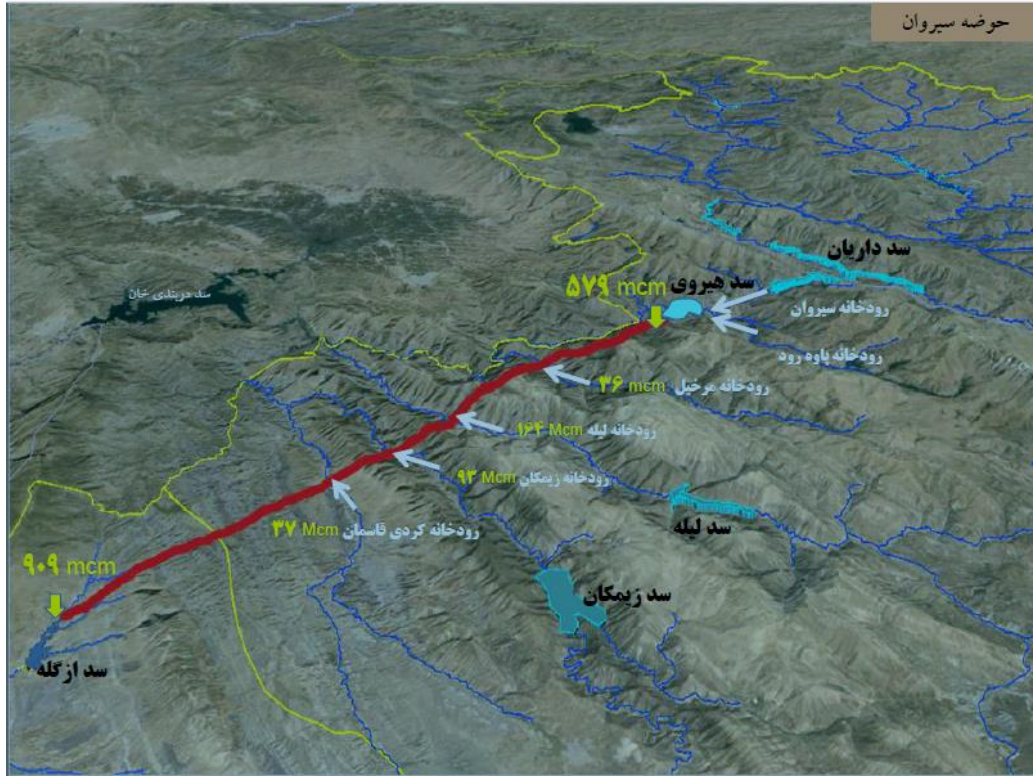 حوضه سیروان
سد داریان
سد هیروی
۵۷۹ mcm
سد دربندی خان
رودخانه سیروان
رودخانه پاوه رود
۳۶ mcm رودخانه مرخیل
۱۶۴ Mcm رودخانه لیله
۹۳ Mcm رودخانه زیمکان
۳۷ Mcm رودخانه کردی قاسمان
سد لیله
۹۰۹ mcm
سد زیمکان
سد ازگله